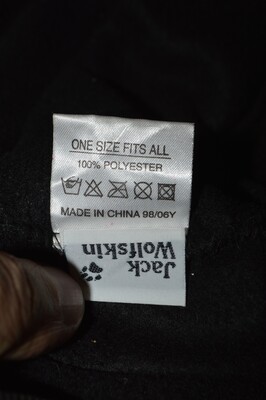 ONE SIZE FITS ALL
100% POLYESTER
MADE IN CHINA 98/06Y
Jack
Wolfskin